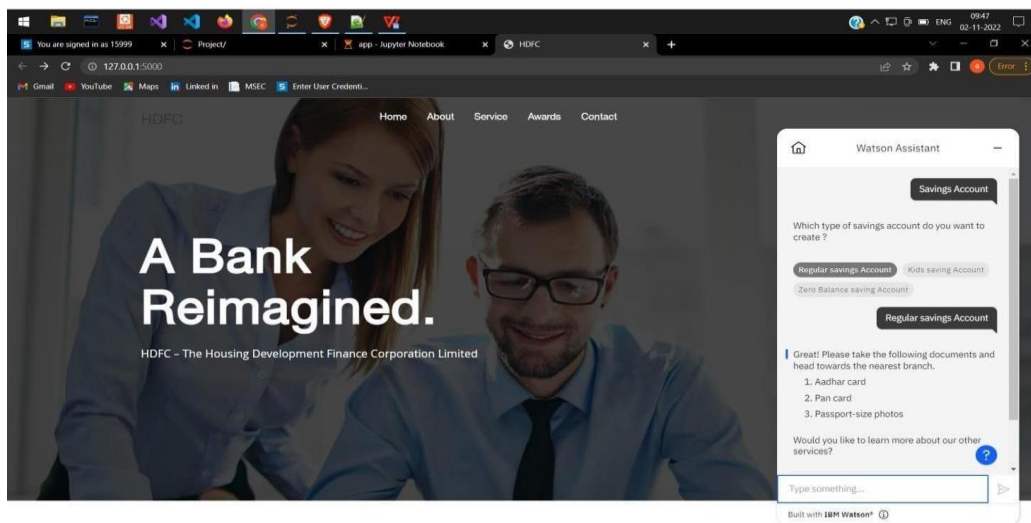 ENG
09:47
02-11-2022
You are signed in as 15999
Project/
app - Jupyter Notebook
HDFC
127.0.0.1:5000
Error
Gmail
YouTube
Maps
Linked in
MSEC
Enter User Credenti...
HDFC
Home
About
Service
Awards
Contact
A Bank
Reimagined.
HDFC – The Housing Development Finance Corporation Limited
Watson Assistant
Savings Account
Which type of savings account do you want to
create ?
Regular savings Account
Kids saving Account
Zero Balance saving Account
Regular savings Account
Great! Please take the following documents and
head towards the nearest branch.
1. Aadhar card
2. Pan card
3. Passport-size photos
Would you like to learn more about our other
services?
?
Type something...
Built with IBM Watson®